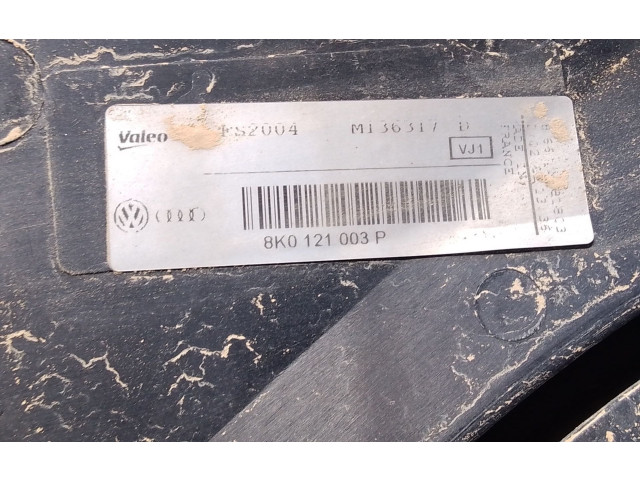 Valeo
FS2004 M136317 D
VJ1
8K0 121 003 P
FRANCE